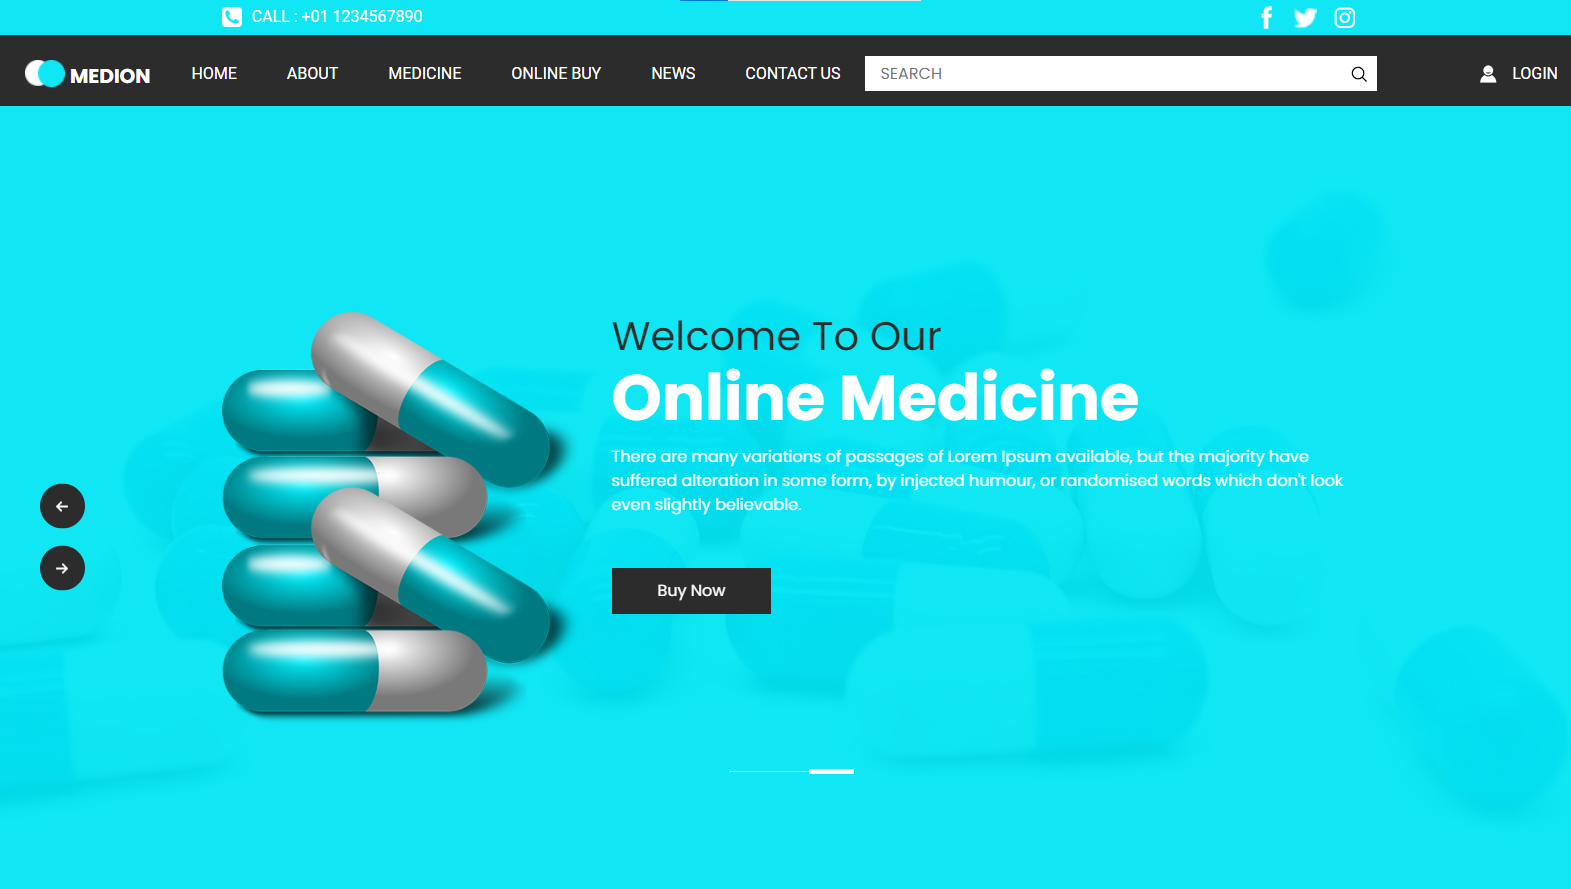 CALL : +01 1234567890
MEDION
HOME
ABOUT
MEDICINE
ONLINE BUY
NEWS
CONTACT US
SEARCH
LOGIN
Welcome To Our
Online Medicine
There are many variations of passages of Lorem Ipsum available, but the majority have
suffered alteration in some form, by injected humour, or randomised words which don't look
even slightly believable.
Buy Now